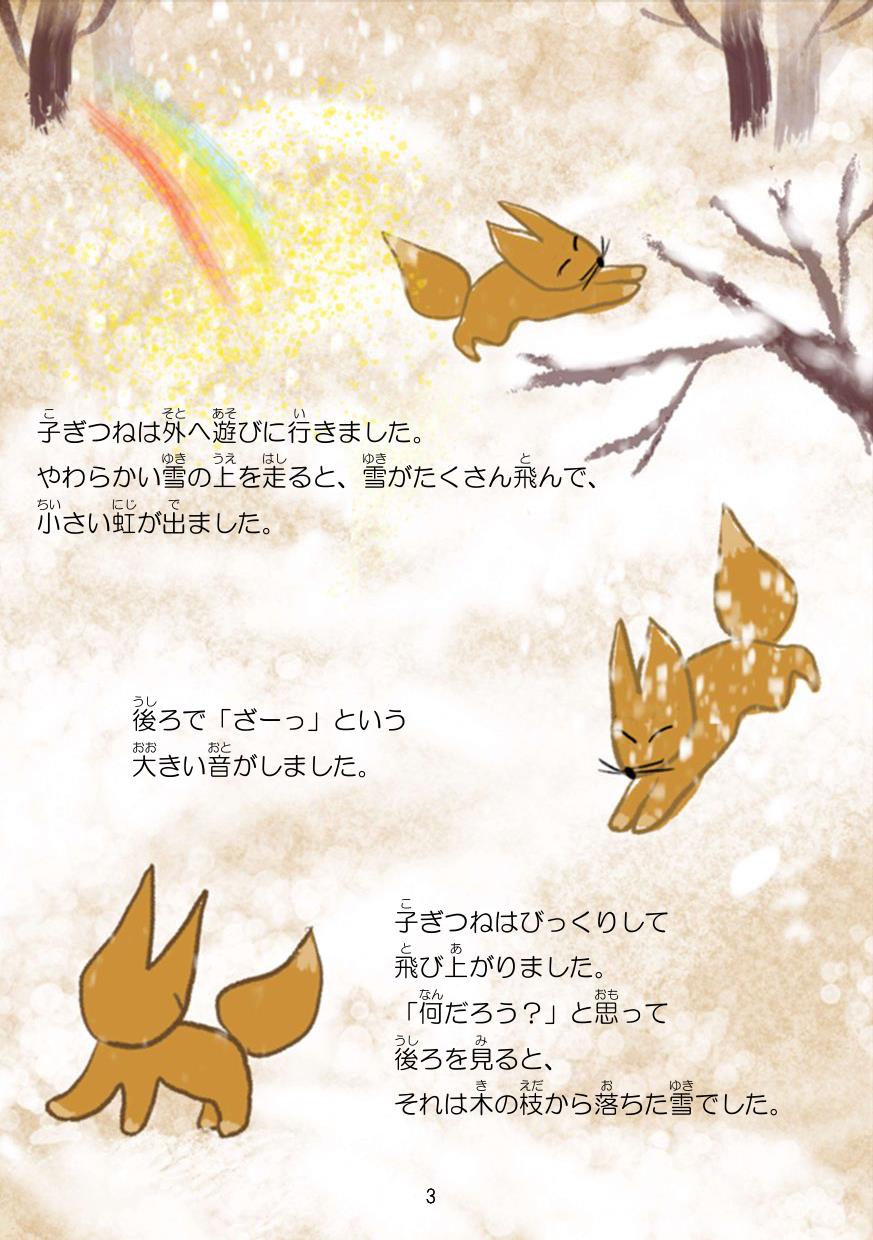 子ぎつねは外へ遊びに行きました。
やわらかい雪の上を走ると、雪がたくさん飛んで、
小さい虹が出ました。
後ろで「ざーっ」という
大きい音がしました。
子ぎつねはびっくりして
飛び上がりました。
「何だろう？」と思って
後ろを見ると、
それは木の枝から落ちた雪でした。
3